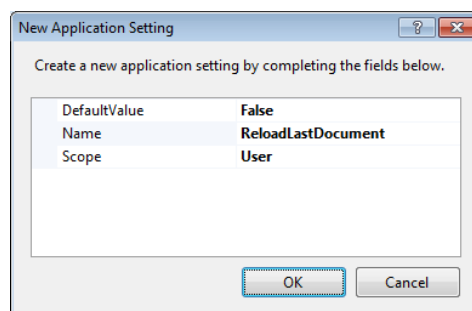 New Application Setting
Create a new application setting by completing the fields below.
DefaultValue False
Name ReloadLastDocument
Scope User
OK Cancel